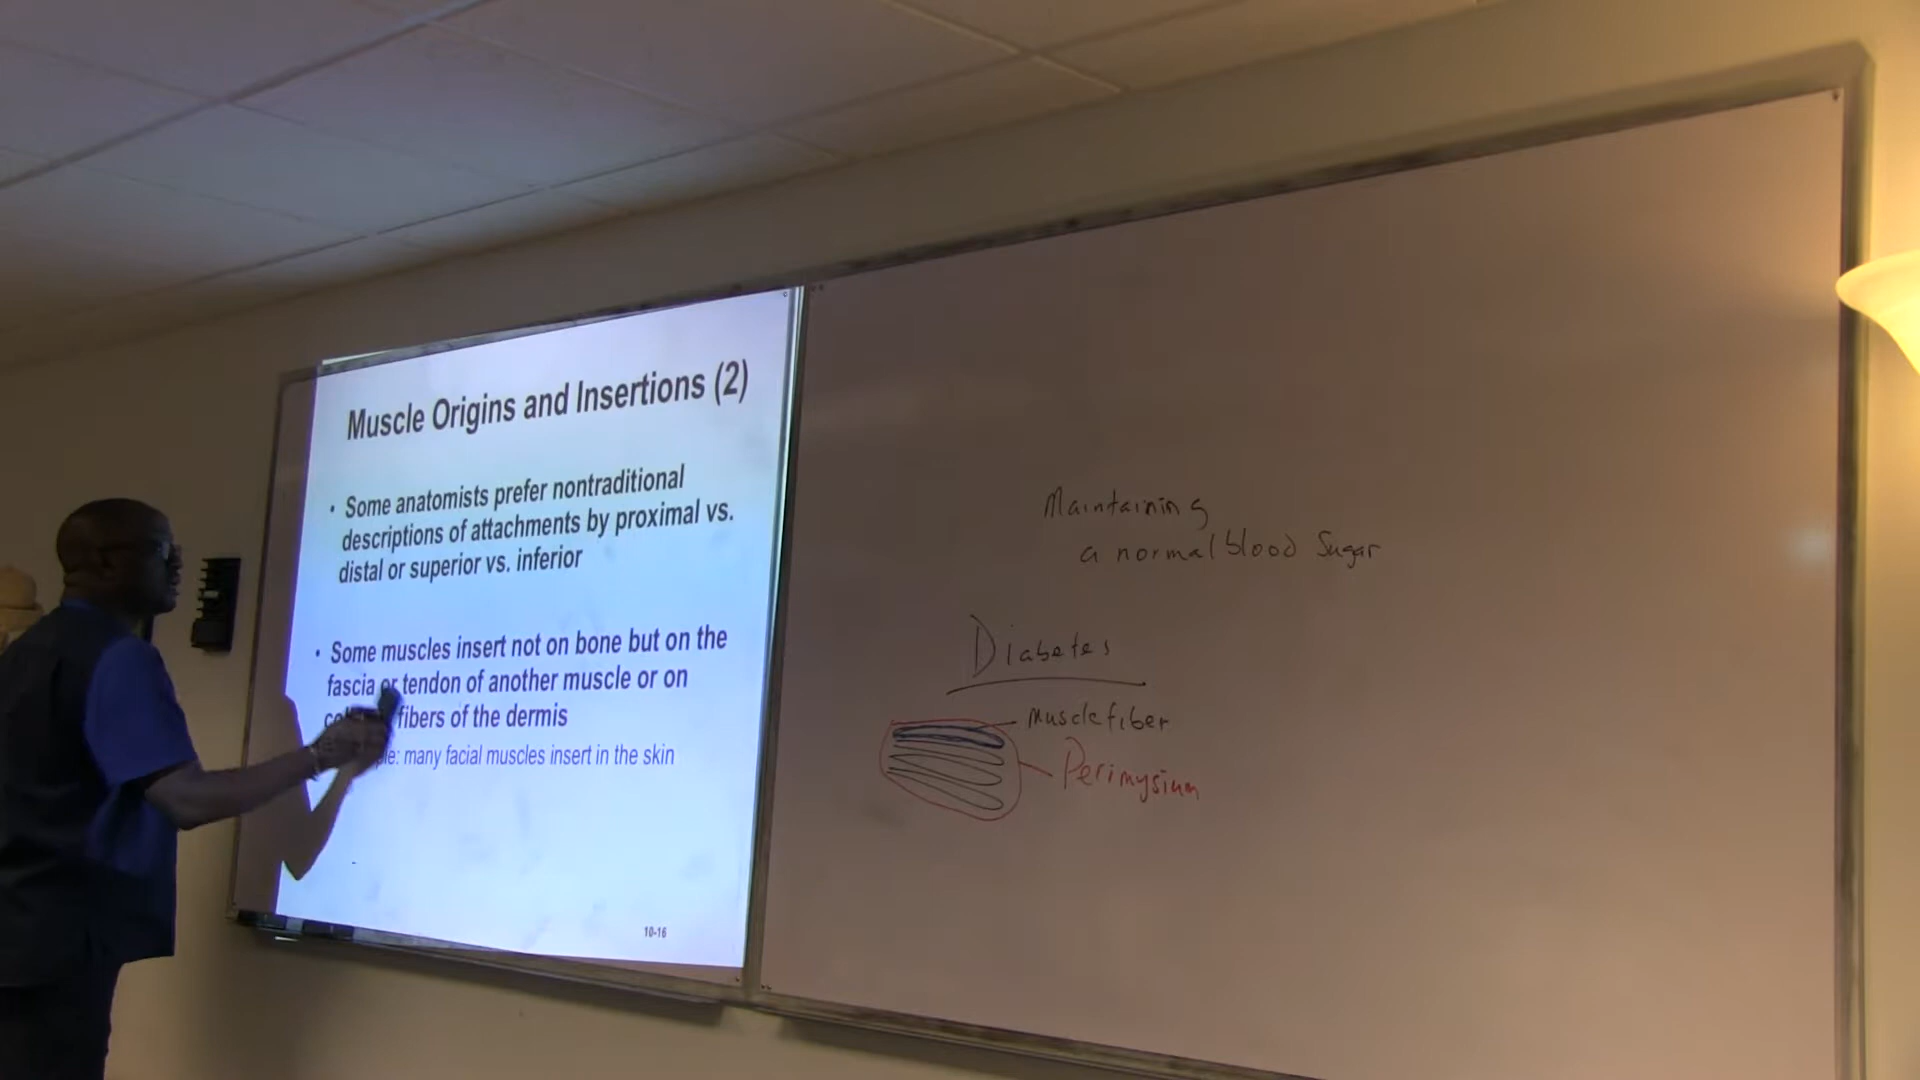 Muscle Origins and Insertions (2)
• Some anatomists prefer nontraditional
descriptions of attachments by proximal vs.
distal or superior vs. inferior
• Some muscles insert not on bone but on the
fascia or tendon of another muscle or on
fibers of the dermis
many facial muscles insert in the skin
10-16
Maintaining
a normal blood Sugar
Diabetes
muscle fiber
Perimysium